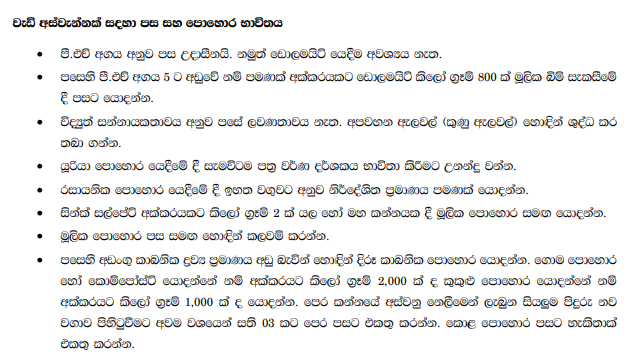 වැඩි අස්වැන්නක් සදහා පස සහ පොහොර භාවිතය
• පී.එච් අගය අනුව පස උදාසීනයි. නමුත් ඩොලමයිට් යෙදීම අවශ්‍යය නැත.
• පසෙහි පී.එච් අගය 5 ට අඩුවේ නම් පමණක් අක්කරයකට ඩොලමයිට් කිලෝ ග්‍රෑම් 800 ක් මූලික බිම් සැකසීමේ
දී පසට යොදන්න.
• විද්‍යුත් සන්නායකතාවය අනුව පසේ ලවණතාවය නැත. අපවහන ඇලවල් (කුණු ඇලවල්) හොඳින් ශුද්ධ කර
තබා ගන්න.
• යූරියා පොහොර යෙදීමේ දී සැමවිටම පත්‍ර වර්ණ දර්ශකය භාවිතා කිරීමට උනන්දු වන්න.
• රසායනික පොහොර යෙදීමේ දී ඉහත වගුවට අනුව නිර්දේශිත ප්‍රමාණය පමණක් යොදන්න.
• සින්ක් සල්පේට් අක්කරයකට කිලෝ ග්‍රෑම් 2 ක් යල හෝ මහ කන්නයක දී මූලික පොහොර සමඟ යොදන්න.
• මූලික පොහොර පස සමඟ හොඳින් කලවම් කරන්න.
• පසෙහි අඩංගු කාබනික ද්‍රව්‍ය ප්‍රමාණය අඩු බැවින් හොඳින් දිරූ කාබනික පොහොර යොදන්න. ගොම පොහොර
හෝ කොම්පෝස්ට් යොදන්නේ නම් අක්කරයට කිලෝ ග්‍රෑම් 2,000 ක් ද කුකුළු පොහොර යොදන්නේ නම්
අක්කරයට කිලෝ ග්‍රෑම් 1,000 ක් ද යොදන්න. පෙර කන්නයේ අස්වනු නෙලීමෙන් ලැබුන සියලුම පිදුරු නව
වගාව පිහිටුවීමට අවම වශයෙන් සති 03 කට පෙර පසට එකතු කරන්න. කොළ පොහොර පසට හැකිතාක්
එකතු කරන්න.